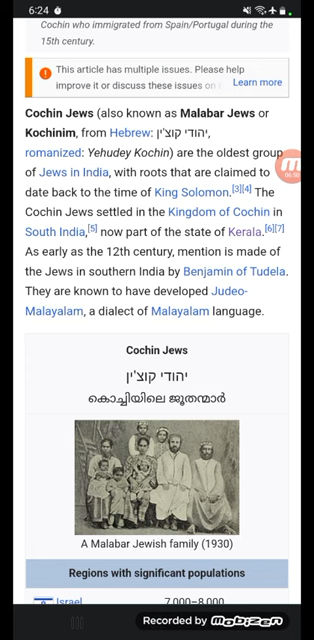 6:24
Cochin who immigrated from Spain/Portugal during the
15th century.
This article has multiple issues. Please help
improve it or discuss these issues on
Learn more
Cochin Jews (also known as Malabar Jews or
Kochinim, from Hebrew: יהודי קוצ'ין,
romanized: Yehudey Kochin) are the oldest group
of Jews in India, with roots that are claimed to
date back to the time of King Solomon.[3][4] The
Cochin Jews settled in the Kingdom of Cochin in
South India,[5] now part of the state of Kerala.[6][7]
As early as the 12th century, mention is made of
the Jews in southern India by Benjamin of Tudela.
They are known to have developed Judeo-
Malayalam, a dialect of Malayalam language.
Cochin Jews
יהודי קוצ'ין
കൊച്ചിയിലെ ജൂതന്മാർ
A Malabar Jewish family (1930)
Regions with significant populations
Israel 7,000–8,000
Recorded by Mobizen